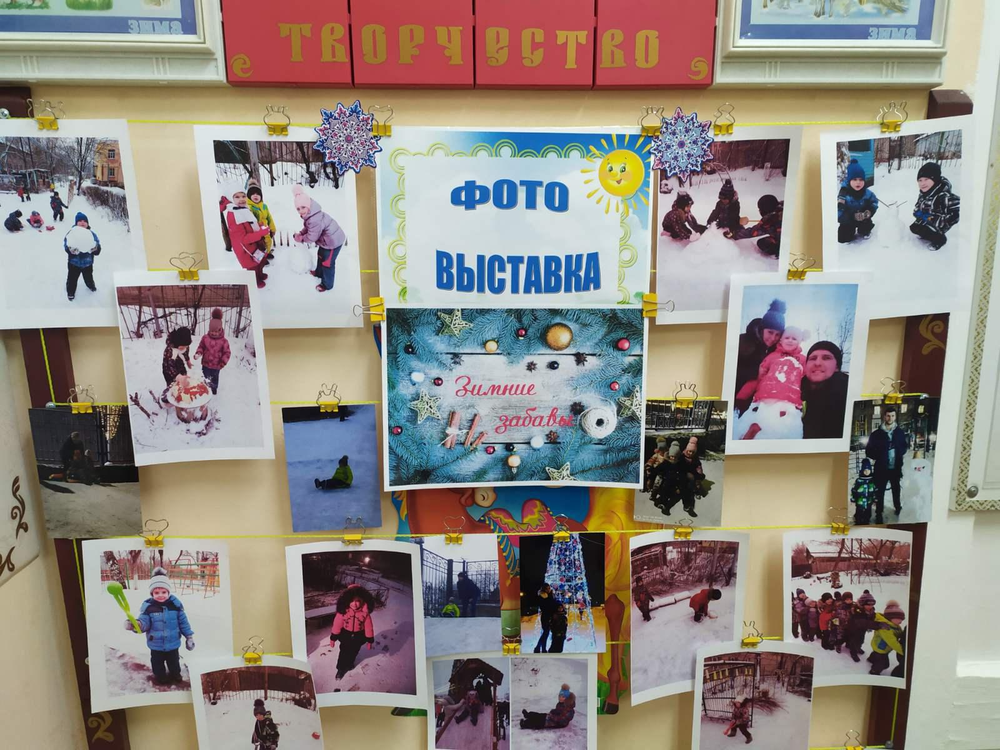 ЗИМА
ТВОРЧЕСТВО
ЗИМА
ФОТО
ВЫСТАВКА
Зимние
забавы